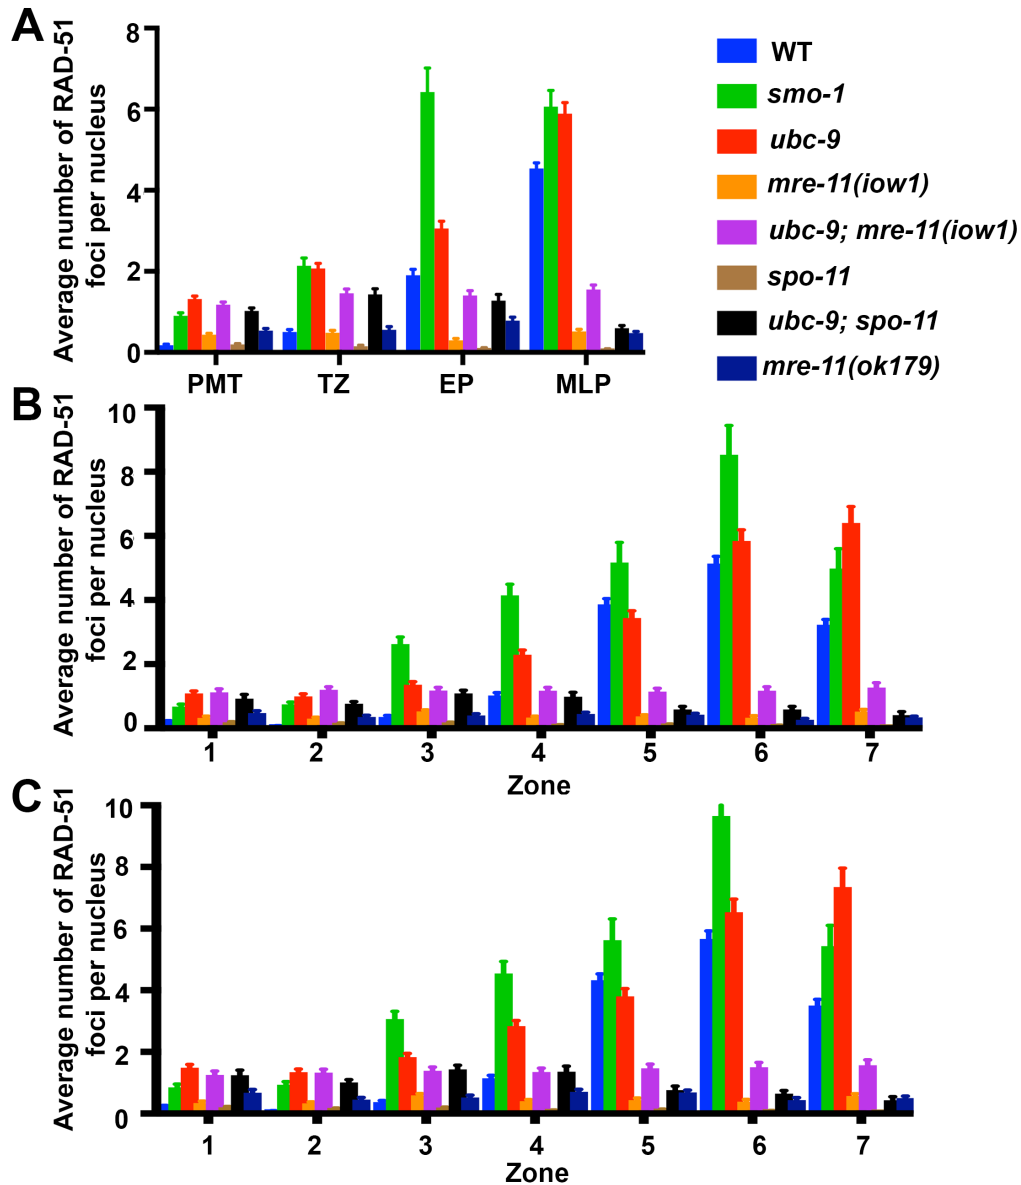 A
Average number of RAD-51
foci per nucleus
8
6
4
2
0
PMT TZ EP MLP
WT
smo-1
ubc-9
mre-11(iow1)
ubc-9; mre-11(iow1)
spo-11
ubc-9; spo-11
mre-11(ok179)
B
Average number of RAD-51
foci per nucleus
10
8
6
4
2
0
1 2 3 4 5 6 7
Zone
C
Average number of RAD-51
foci per nucleus
10
8
6
4
2
0
1 2 3 4 5 6 7
Zone